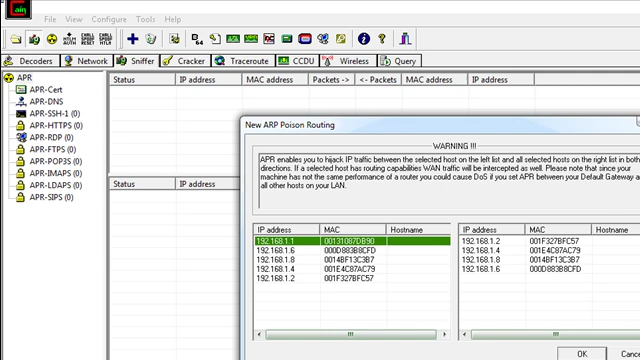 Cain
File View Configure Tools Help
Decoders Network Sniffer Cracker Traceroute CCDU Wireless Query
APR
APR-Cert
APR-DNS
APR-SSH-1 (0)
APR-HTTPS (0)
APR-RDP (0)
APR-FTPS (0)
APR-POP3S (0)
APR-IMAPS (0)
APR-LDAPS (0)
APR-SIPS (0)
Status IP address MAC address Packets -> <- Packets MAC address IP address
Status IP address
New ARP Poison Routing
WARNING !!!
APR enables you to hijack IP traffic between the selected host on the left list and all selected hosts on the right list in both
directions. If a selected host has routing capabilities WAN traffic will be intercepted as well. Please note that since your
machine has not the same performance of a router you could cause DoS if you set APR between your Default Gateway a
all other hosts on your LAN.
IP address MAC Hostname
192.168.1.1 00131087DB90
192.168.1.6 000D883B8CFD
192.168.1.8 0014BF13C3B7
192.168.1.4 001E4C87AC79
192.168.1.2 001F327BFC57
IP address MAC Hostname
192.168.1.2 001F327BFC57
192.168.1.4 001E4C87AC79
192.168.1.8 0014BF13C3B7
192.168.1.6 000D883B8CFD
OK Cance